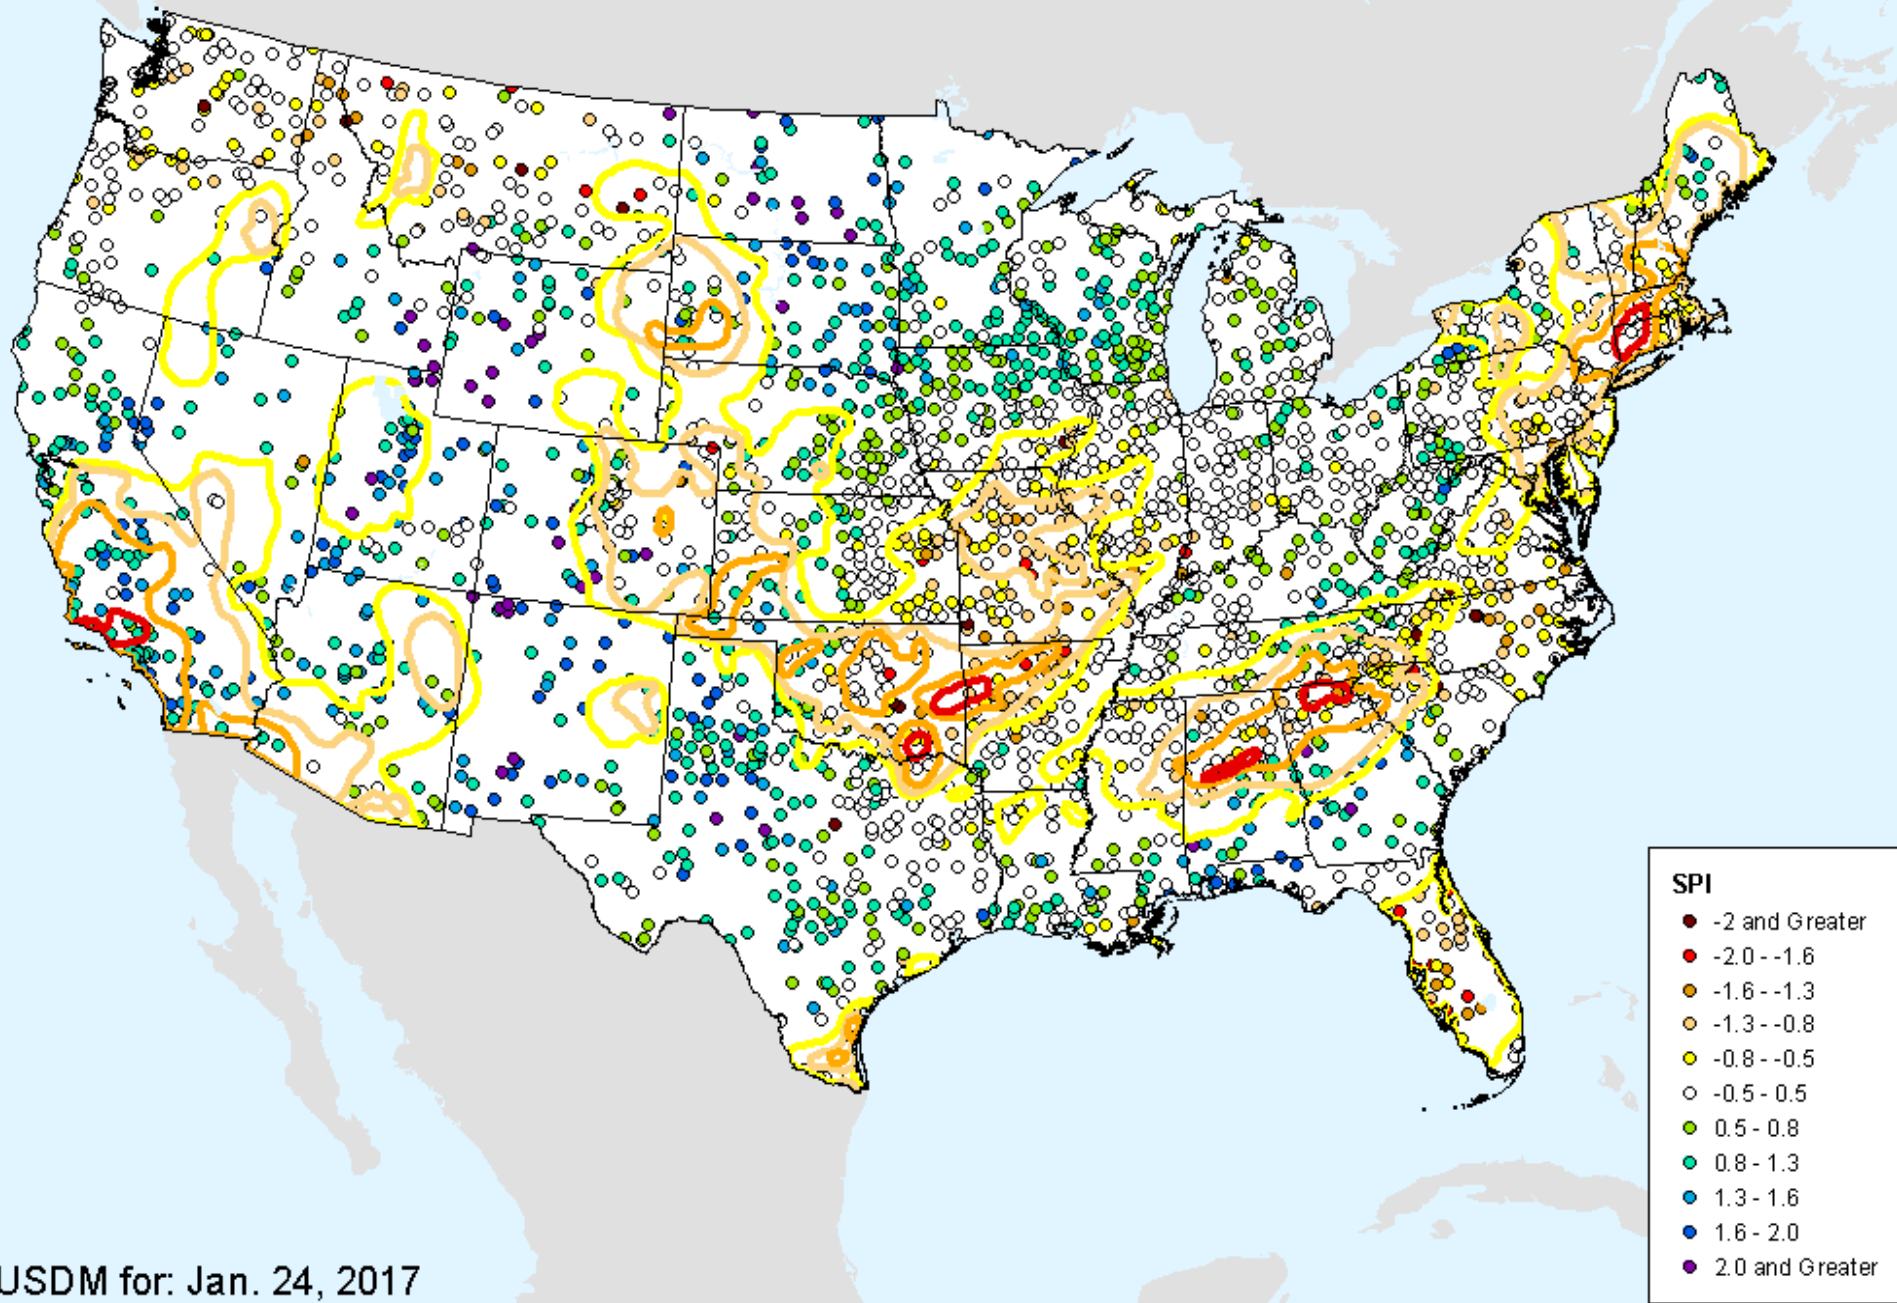 SPI
-2 and Greater
-2.0 - -1.6
-1.6 - -1.3
-1.3 - -0.8
-0.8 - -0.5
-0.5 - 0.5
0.5 - 0.8
0.8 - 1.3
1.3 - 1.6
1.6 - 2.0
2.0 and Greater
USDM for: Jan. 24, 2017